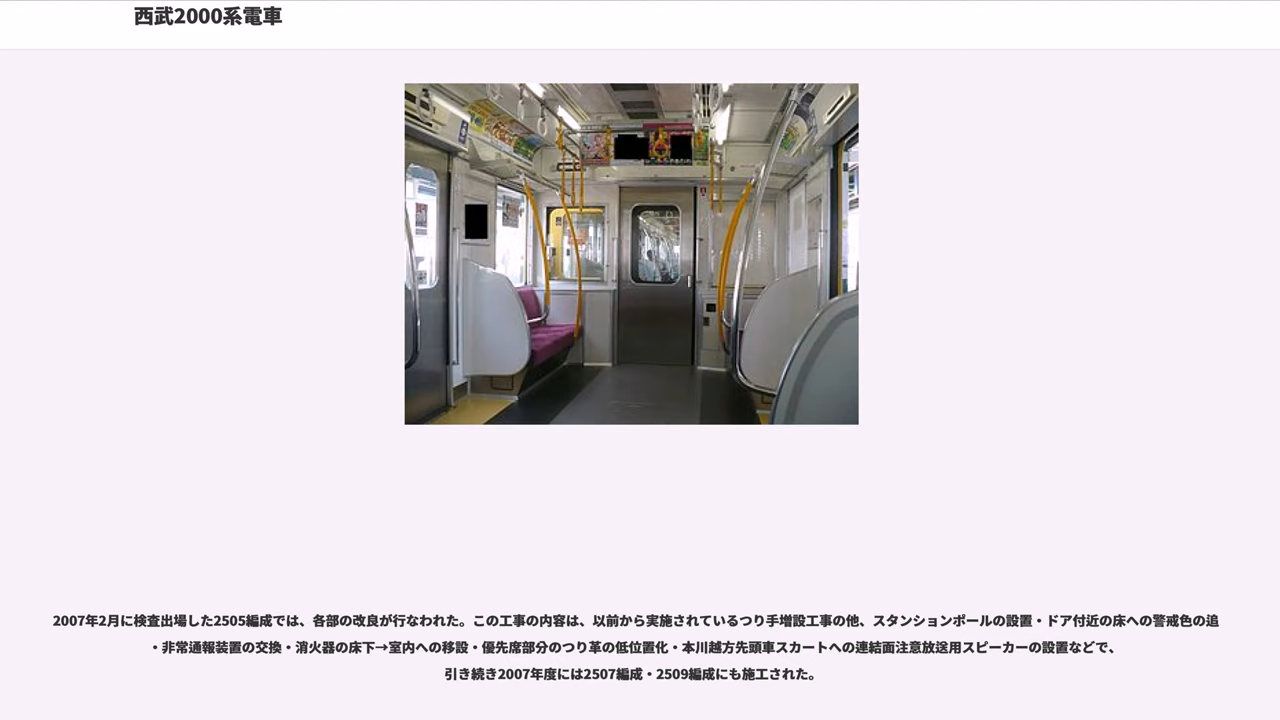 西武2000系電車
2007年2月に検査出場した2505編成では、各部の改良が行なわれた。この工事の内容は、以前から実施されているつり手増設工事の他、スタンションポールの設置・ドア付近の床への警戒色の追
・非常通報装置の交換・消火器の床下→室内への移設・優先席部分のつり革の低位置化・本川越方先頭車スカートへの連結面注意放送用スピーカーの設置などで、
引き続き2007年度には2507編成・2509編成にも施工された。